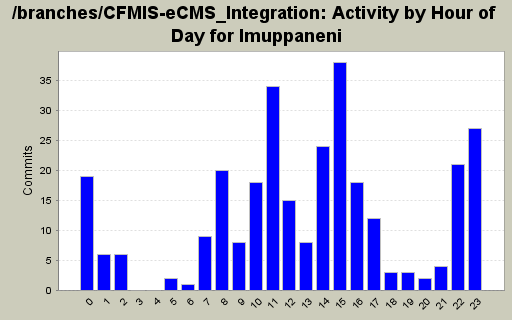 /branches/CFMIS-eCMS_Integration: Activity by Hour of
Day for lmuppaneni
Commits
35
30
25
20
15
10
5
0
0 1 2 3 4 5 6 7 8 9 10 11 12 13 14 15 16 17 18 19 20 21 22 23